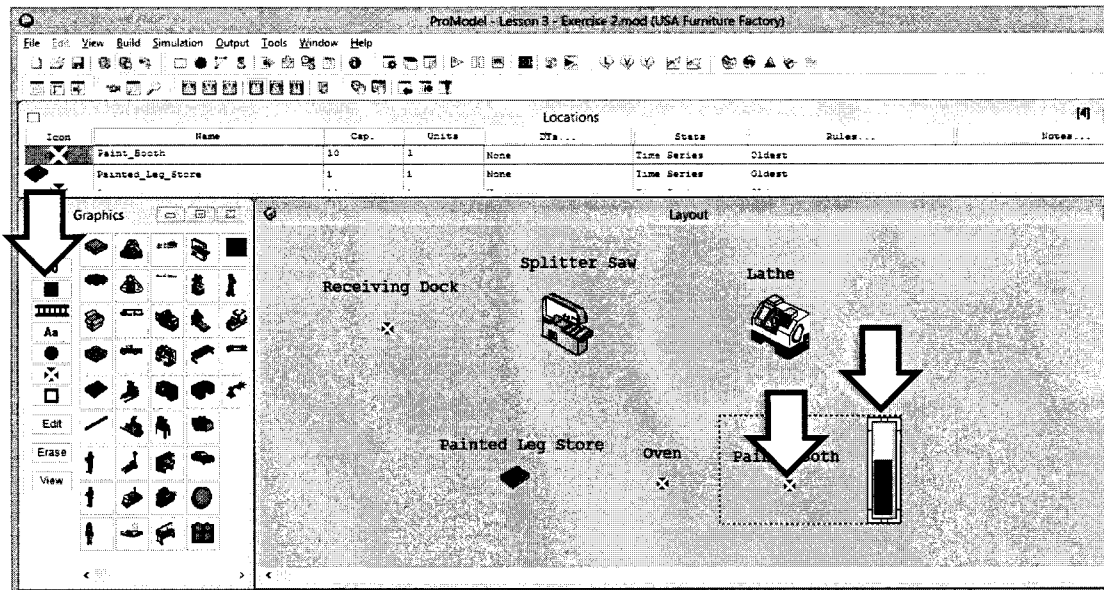 ProModel - Lesson 3 - Exercise 2.mod (USA Furniture Factory)
File Edit View Build Simulation Output Tools Window Help
Locations [4]
Icon Name Cap. Units DTs... Stats Rules... Notes...
Paint_Booth 10 1 None Time Series Oldest
Painted_Leg_Store 1 1 None Time Series Oldest
Graphics
Layout
Splitter Saw
Lathe
Receiving Dock
Aa
Edit
Painted Leg Store
Oven
Erase
View